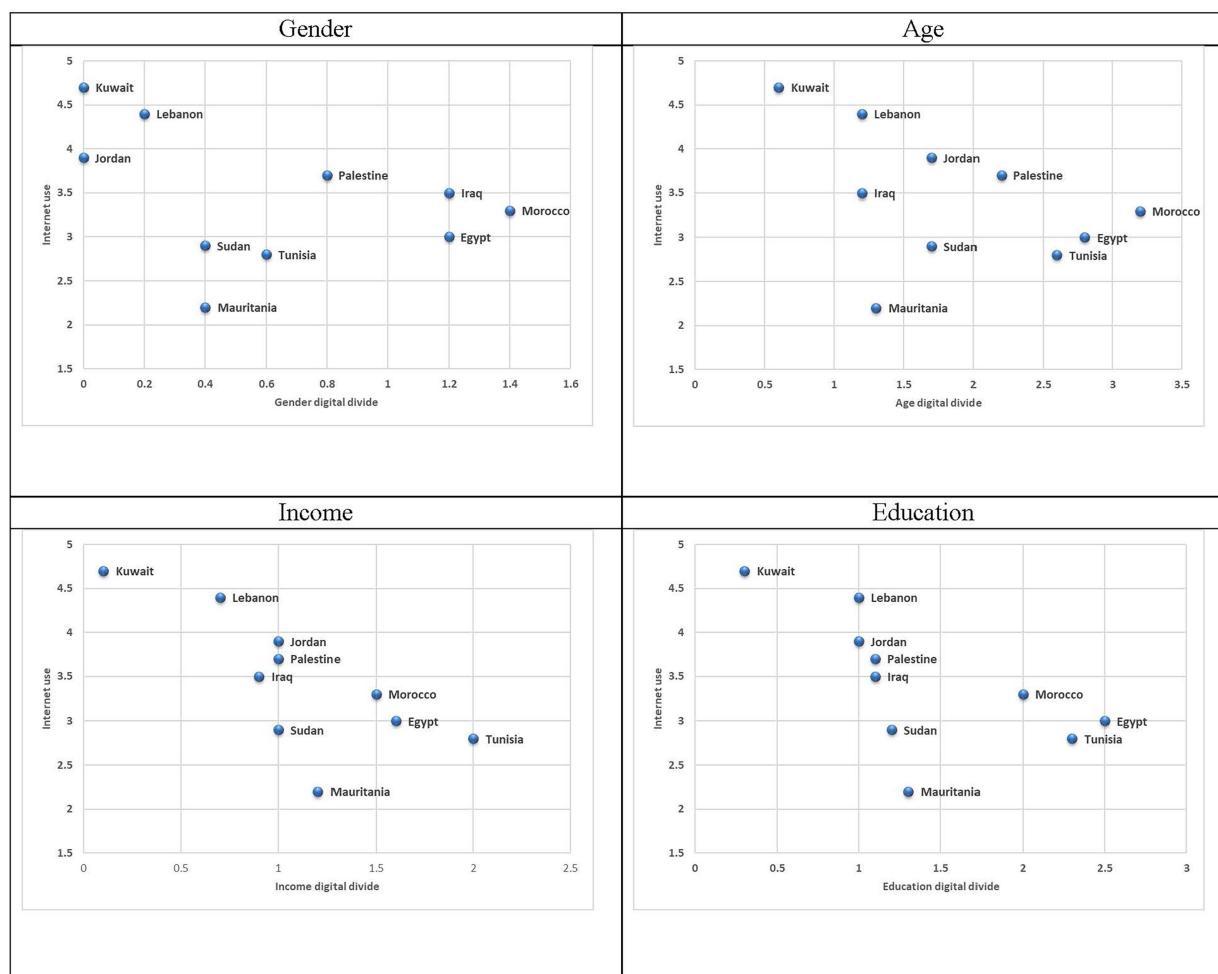 Gender
5
4.5
4
3.5
3
2.5
2
1.5
Internet use
Kuwait
Lebanon
Jordan
Palestine
Iraq
Morocco
Sudan
Egypt
Tunisia
Mauritania
0 0.2 0.4 0.6 0.8 1 1.2 1.4 1.6
Gender digital divide
Age
5
4.5
4
3.5
3
2.5
2
1.5
Internet use
Kuwait
Lebanon
Jordan
Palestine
Iraq
Morocco
Egypt
Sudan
Tunisia
Mauritania
0 0.5 1 1.5 2 2.5 3 3.5
Age digital divide
Income
5
4.5
4
3.5
3
2.5
2
1.5
Internet use
Kuwait
Lebanon
Jordan
Palestine
Iraq
Morocco
Egypt
Sudan
Tunisia
Mauritania
0 0.5 1 1.5 2 2.5
Income digital divide
Education
5
4.5
4
3.5
3
2.5
2
1.5
Internet use
Kuwait
Lebanon
Jordan
Palestine
Iraq
Morocco
Egypt
Sudan
Tunisia
Mauritania
0 0.5 1 1.5 2 2.5 3
Education digital divide